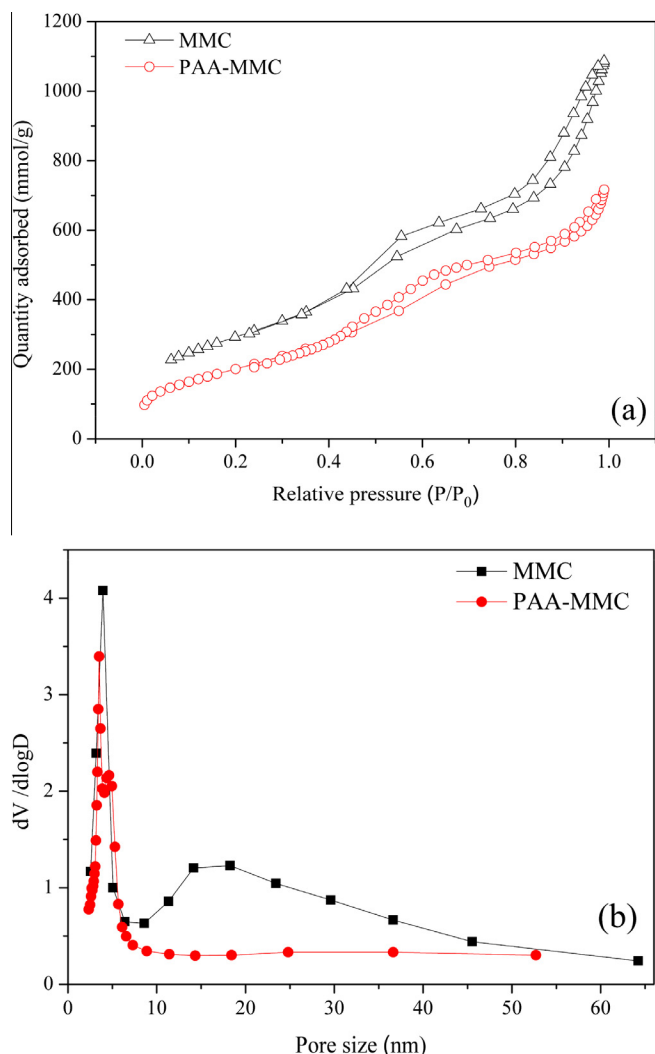 1200
1000
800
600
400
200
0
Quantity adsorbed (mmol/g)
MMC
PAA-MMC
(a)
0.0 0.2 0.4 0.6 0.8 1.0
Relative pressure (P/P0)
4
3
2
1
0
dV /dlogD
MMC
PAA-MMC
(b)
0 10 20 30 40 50 60
Pore size (nm)